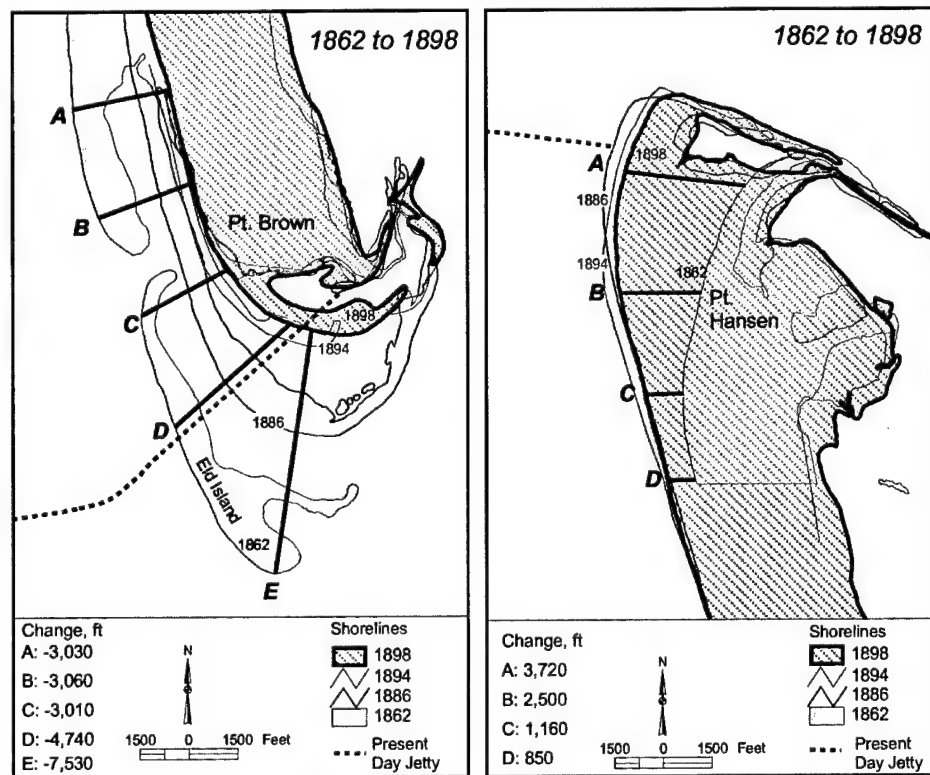 1862 to 1898
A
B
Pt. Brown
C
1898
1894
D
1886
Eld Island
1862
E
Change, ft
A: -3,030
B: -3,060
C: -3,010
D: -4,740
E: -7,530
N
1500 0 1500 Feet
Shorelines
1898
1894
1886
1862
Present
Day Jetty
1862 to 1898
A
1898
1886
1894
1862
B
Pt.
Hansen
C
D
Change, ft
A: 3,720
B: 2,500
C: 1,160
D: 850
N
1500 0 1500 Feet
Shorelines
1898
1894
1886
1862
Present
Day Jetty